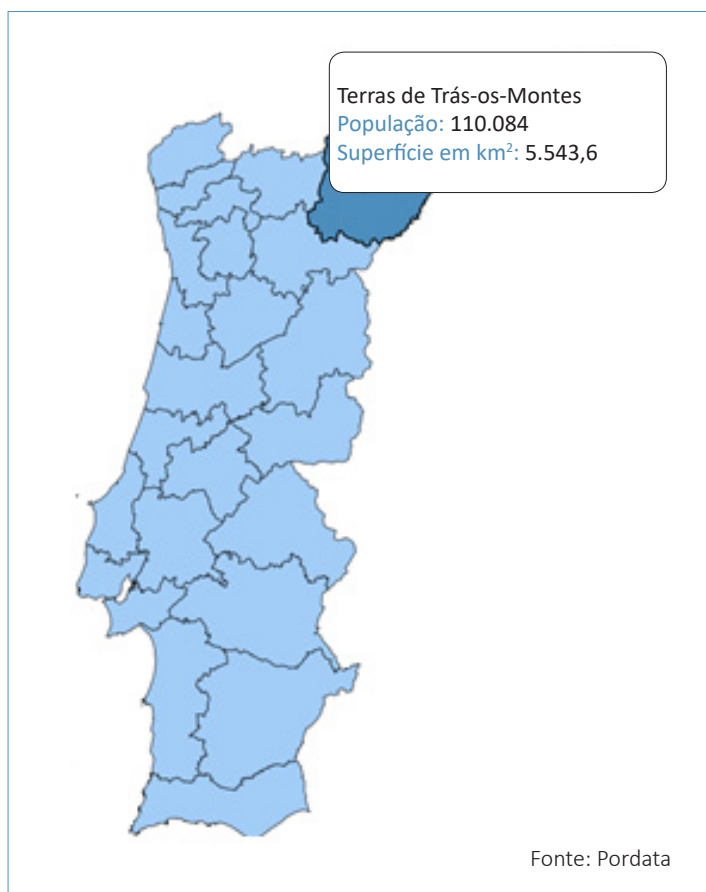 Terras de Trás-os-Montes
População: 110.084
Superfície em km²: 5.543,6
Fonte: Pordata